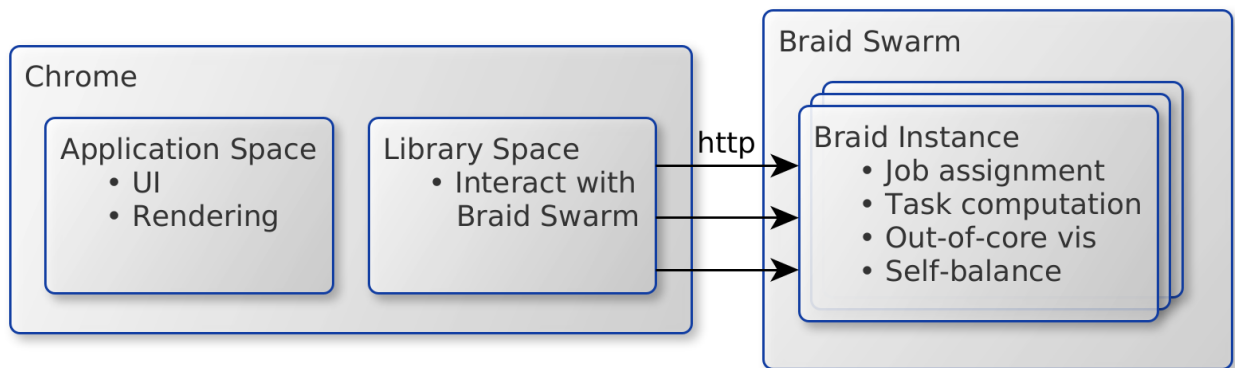 Chrome
Application Space
• UI
• Rendering
Library Space
• Interact with
Braid Swarm
http
Braid Swarm
Braid Instance
• Job assignment
• Task computation
• Out-of-core vis
• Self-balance